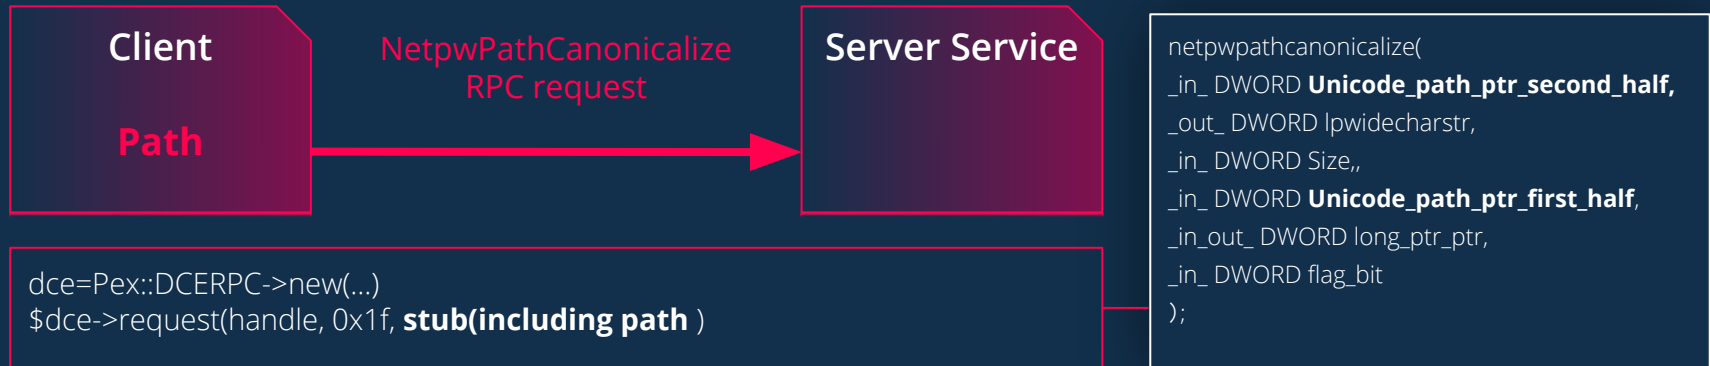 Client
Path
NetpwPathCanonicalize
RPC request
Server Service
netpwpathcanonicalize(
_in_ DWORD Unicode_path_ptr_second_half,
_out_ DWORD lpwidecharstr,
_in_ DWORD Size,,
_in_ DWORD Unicode_path_ptr_first_half,
_in_out_ DWORD long_ptr_ptr,
_in_ DWORD flag_bit
);
dce=Pex::DCERPC->new(...)
$dce->request(handle, 0x1f, stub(including path )